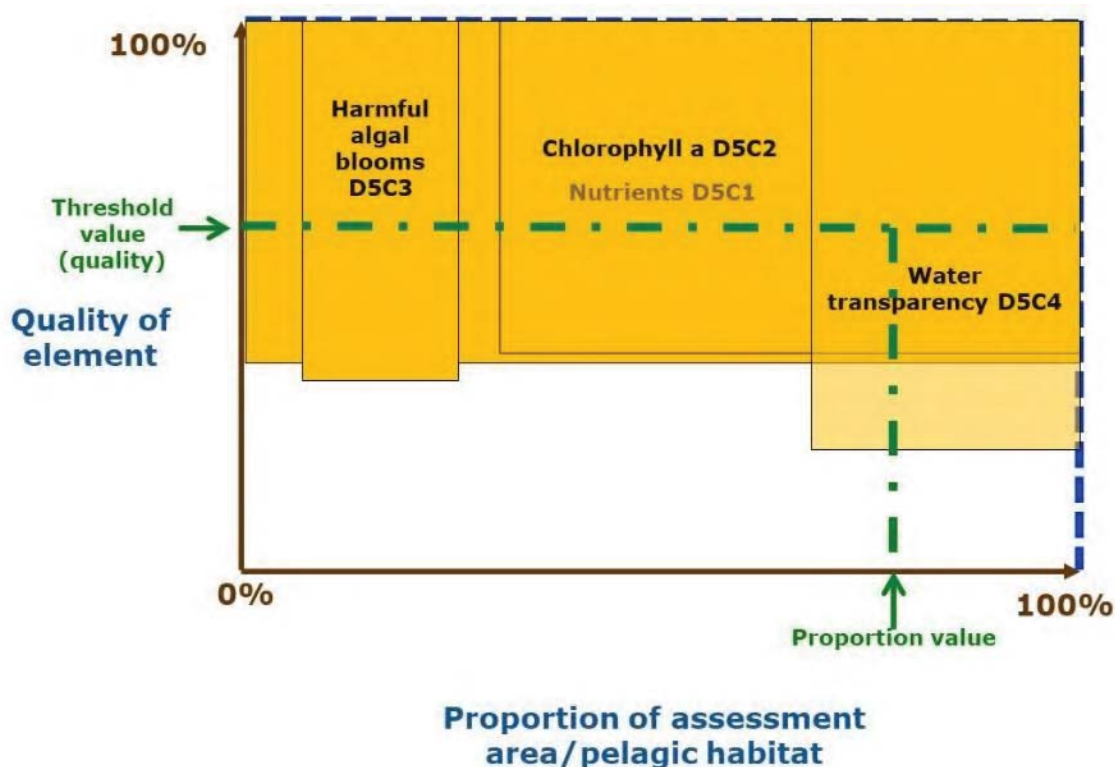 100%
Harmful
algal
blooms
D5C3
Chlorophyll a D5C2
Nutrients D5C1
Threshold
value
(quality)
Water
transparency D5C4
Quality of
element
0%
100%
Proportion value
Proportion of assessment
area/pelagic habitat